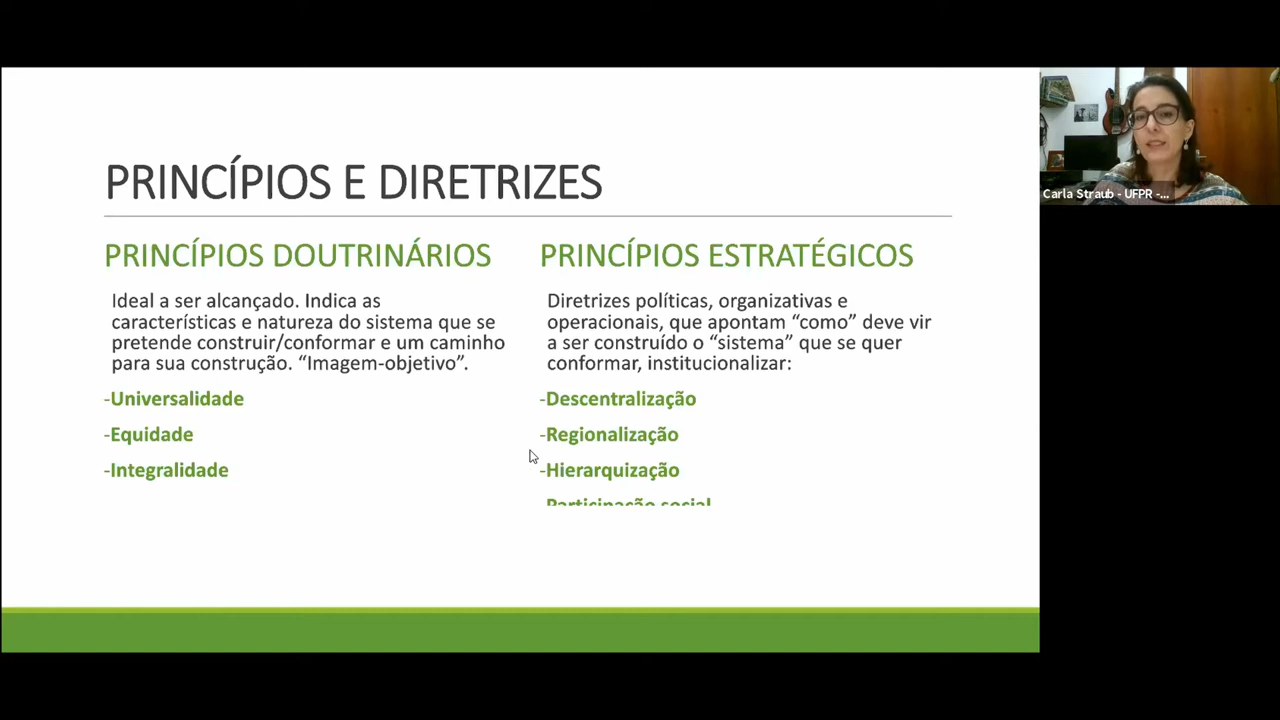 PRINCÍPIOS E DIRETRIZES
PRINCÍPIOS DOUTRINÁRIOS
Ideal a ser alcançado. Indica as
características e natureza do sistema que se
pretende construir/conformar e um caminho
para sua construção. “Imagem-objetivo”.
-Universalidade
-Equidade
-Integralidade
PRINCÍPIOS ESTRATÉGICOS
Diretrizes políticas, organizativas e
operacionais, que apontam “como” deve vir
a ser construído o “sistema” que se quer
conformar, institucionalizar:
-Descentralização
-Regionalização
-Hierarquização
Participação social
Carla Straub - UFPR -...